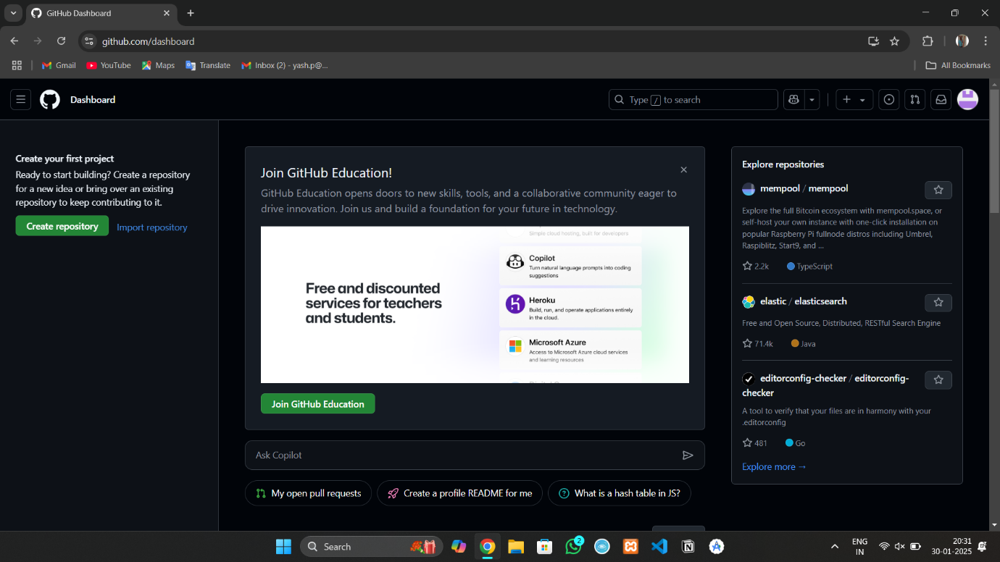 GitHub Dashboard
github.com/dashboard
Gmail
YouTube
Maps
Translate
Inbox (2) - yash.p@...
All Bookmarks
Dashboard
Type / to search
Create your first project
Ready to start building? Create a repository
for a new idea or bring over an existing
repository to keep contributing to it.
Create repository
Import repository
Join GitHub Education!
GitHub Education opens doors to new skills, tools, and a collaborative community eager to
drive innovation. Join us and build a foundation for your future in technology.
Free and discounted
services for teachers
and students.
Simple cloud hosting, built for developers
Copilot
Turn natural language prompts into coding
suggestions
Heroku
Build, run, and operate applications entirely
in the cloud.
Microsoft Azure
Access to Microsoft Azure cloud services
and learning resources
Join GitHub Education
Ask Copilot
My open pull requests
Create a profile README for me
What is a hash table in JS?
Explore repositories
mempool / mempool
Explore the full Bitcoin ecosystem with mempool.space, or
self-host your own instance with one-click installation on
popular Raspberry Pi fullnode distros including Umbrel,
Raspiblitz, Start9, and ...
2.2k
TypeScript
elastic / elasticsearch
Free and Open Source, Distributed, RESTful Search Engine
71.4k
Java
editorconfig-checker / editorconfig-
checker
A tool to verify that your files are in harmony with your
.editorconfig
481
Go
Explore more →
Search
2
ENG
IN
20:31
30-01-2025